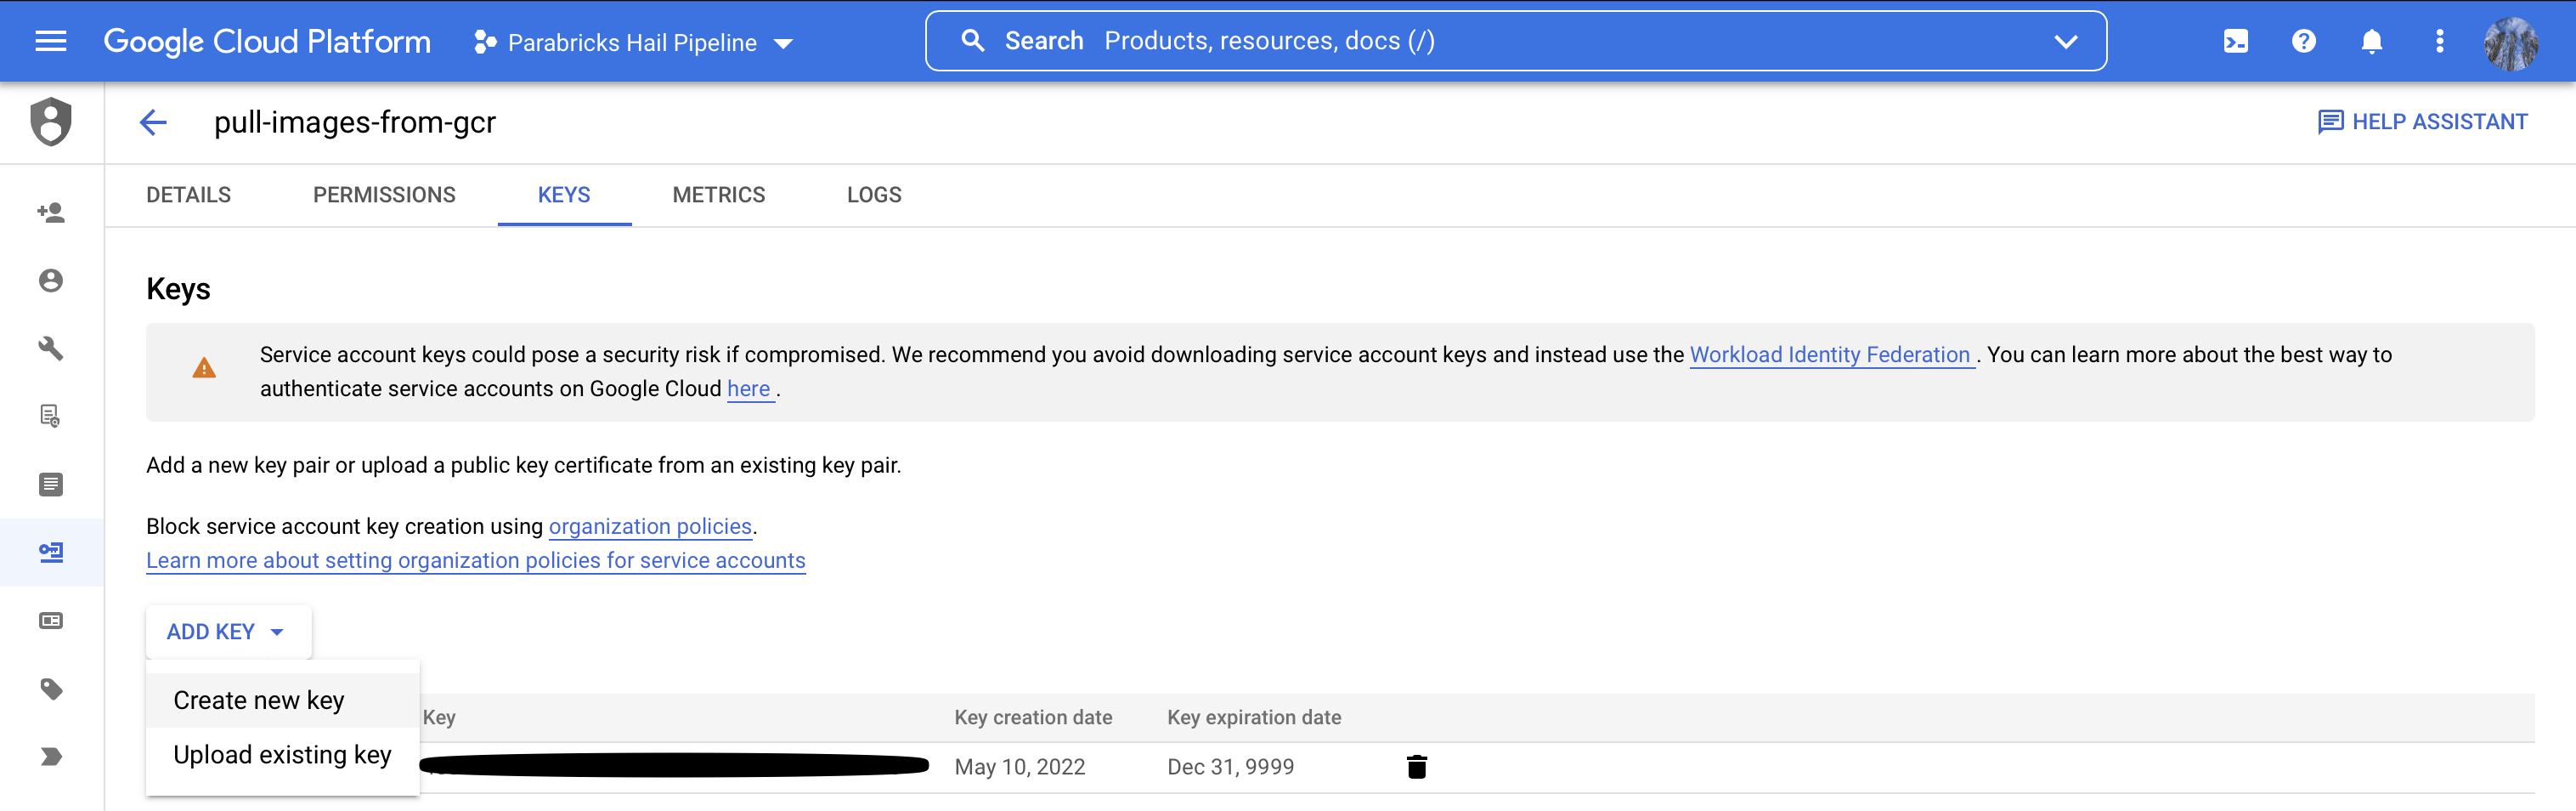 Google Cloud Platform
Parabricks Hail Pipeline
Search Products, resources, docs (/)
pull-images-from-gcr
HELP ASSISTANT
DETAILS PERMISSIONS KEYS METRICS LOGS
Keys
Service account keys could pose a security risk if compromised. We recommend you avoid downloading service account keys and instead use the Workload Identity Federation . You can learn more about the best way to
authenticate service accounts on Google Cloud here .
Add a new key pair or upload a public key certificate from an existing key pair.
Block service account key creation using organization policies.
Learn more about setting organization policies for service accounts
ADD KEY
Create new key
Upload existing key
Key Key creation date Key expiration date
May 10, 2022 Dec 31, 9999